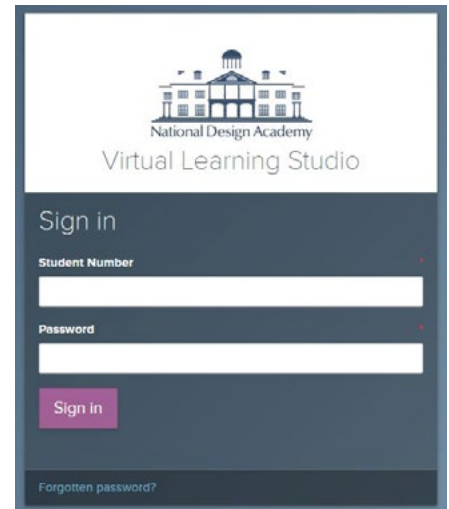 National Design Academy
Virtual Learning Studio
Sign in
Student Number *
Password *
Sign in
Forgotten password?